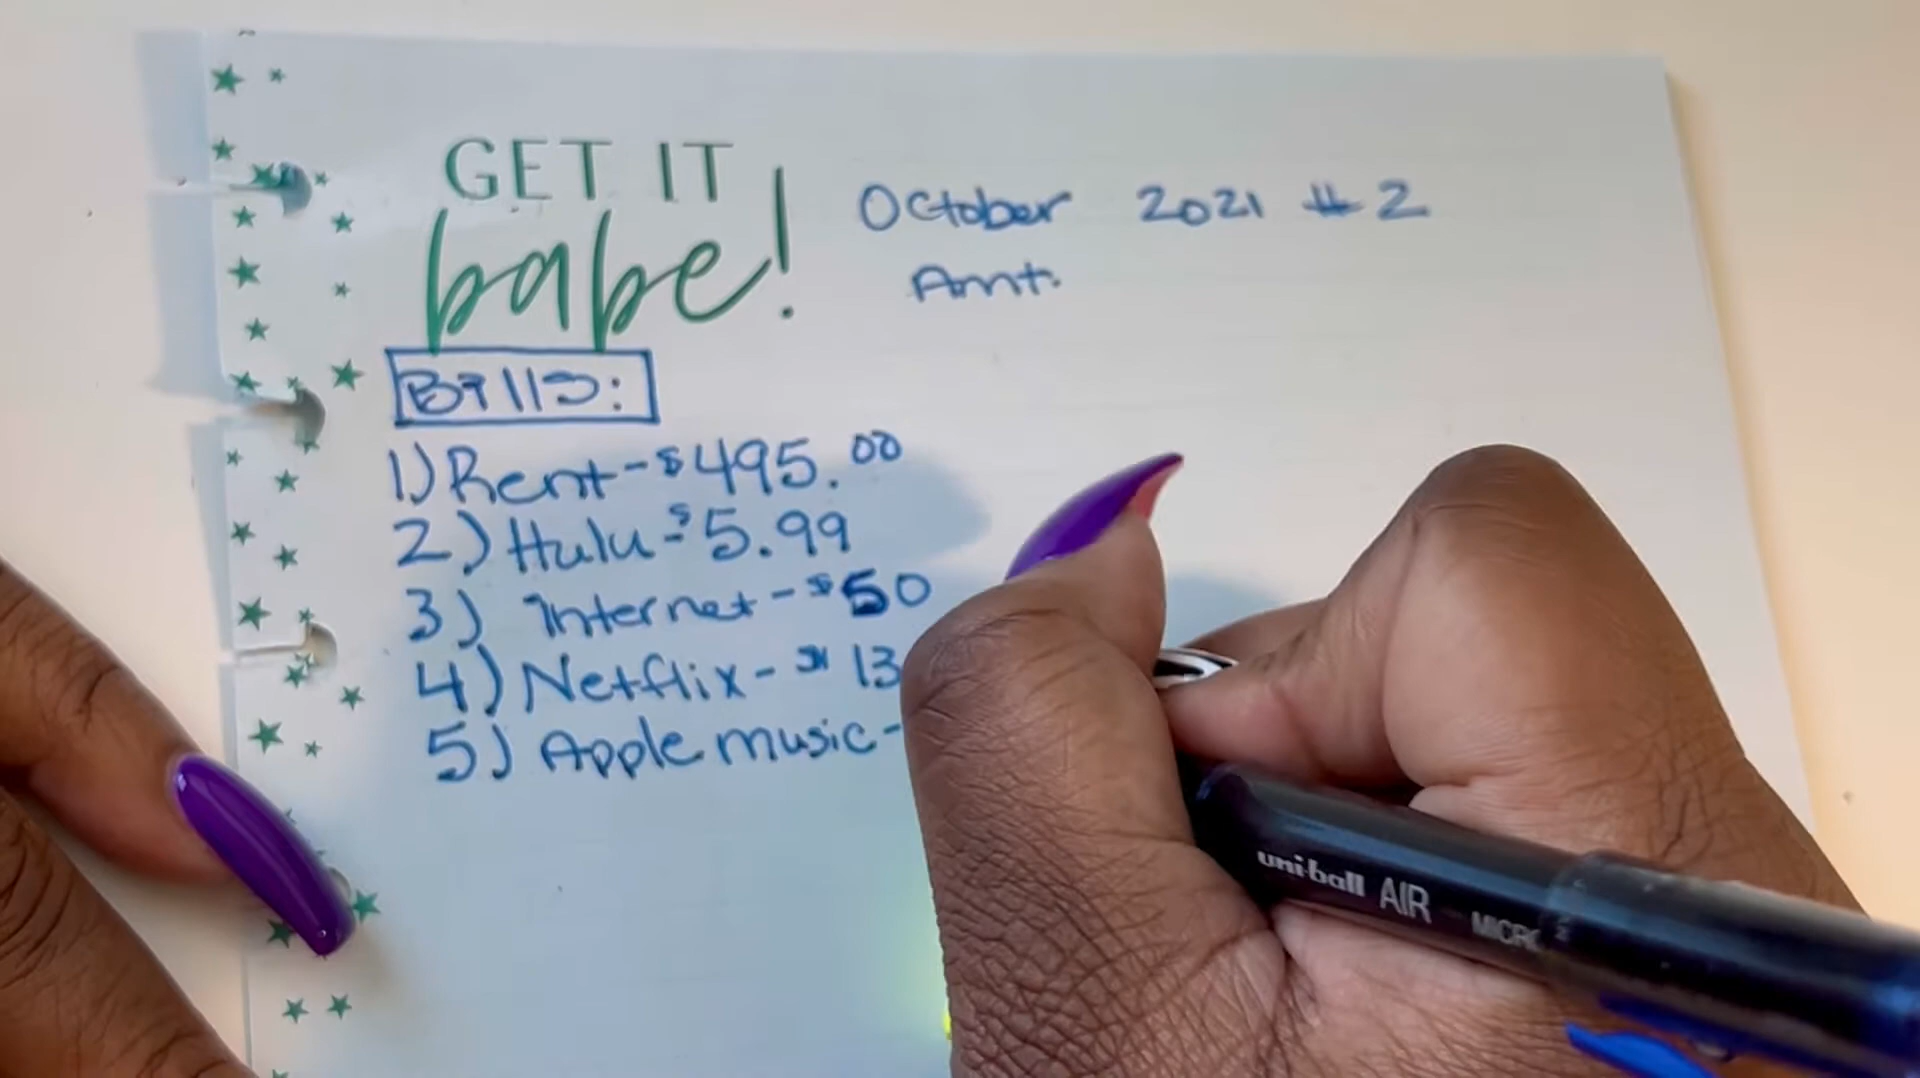 GET IT
babe!
October 2021 #2
Amt.
Bills:
1) Rent - $495.00
2) Hulu - $5.99
3) Internet - $50
4) Netflix - $13
5) Apple music -
uni-ball AIR MICRO